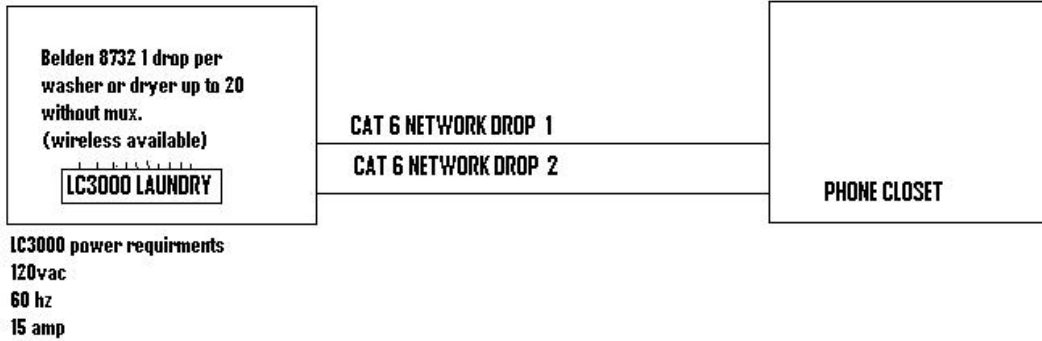 Belden 8732 1 drop per
washer or dryer up to 20
without mux.
(wireless available)
LC3000 LAUNDRY
CAT 6 NETWORK DROP 1
CAT 6 NETWORK DROP 2
PHONE CLOSET
LC3000 power requirments
120vac
60 hz
15 amp